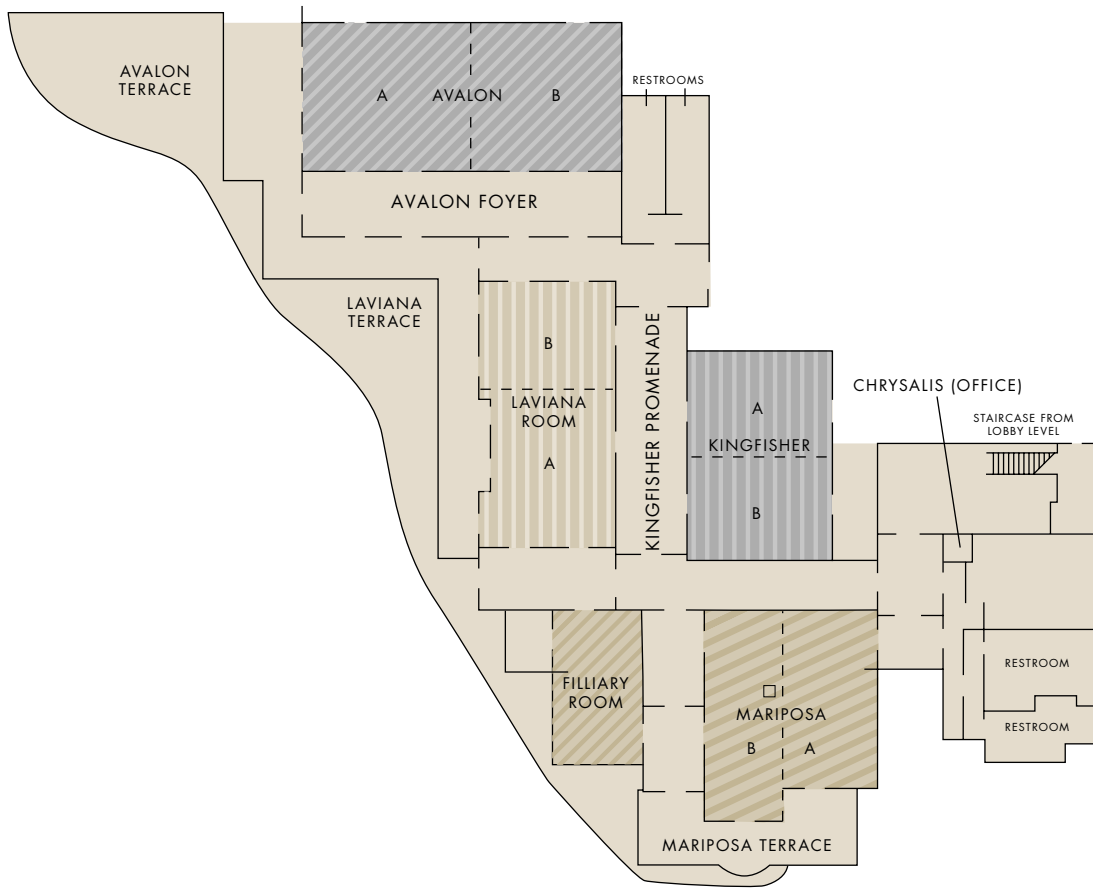 AVALON
TERRACE
A AVALON B
RESTROOMS
AVALON FOYER
LAVIANA
TERRACE
B
LAVIANA
ROOM
A
KINGFISHER PROMENADE
A
KINGFISHER
B
CHRYSALIS (OFFICE)
STAIRCASE FROM
LOBBY LEVEL
FILLIARY
ROOM
MARIPOSA
B A
RESTROOM
RESTROOM
MARIPOSA TERRACE